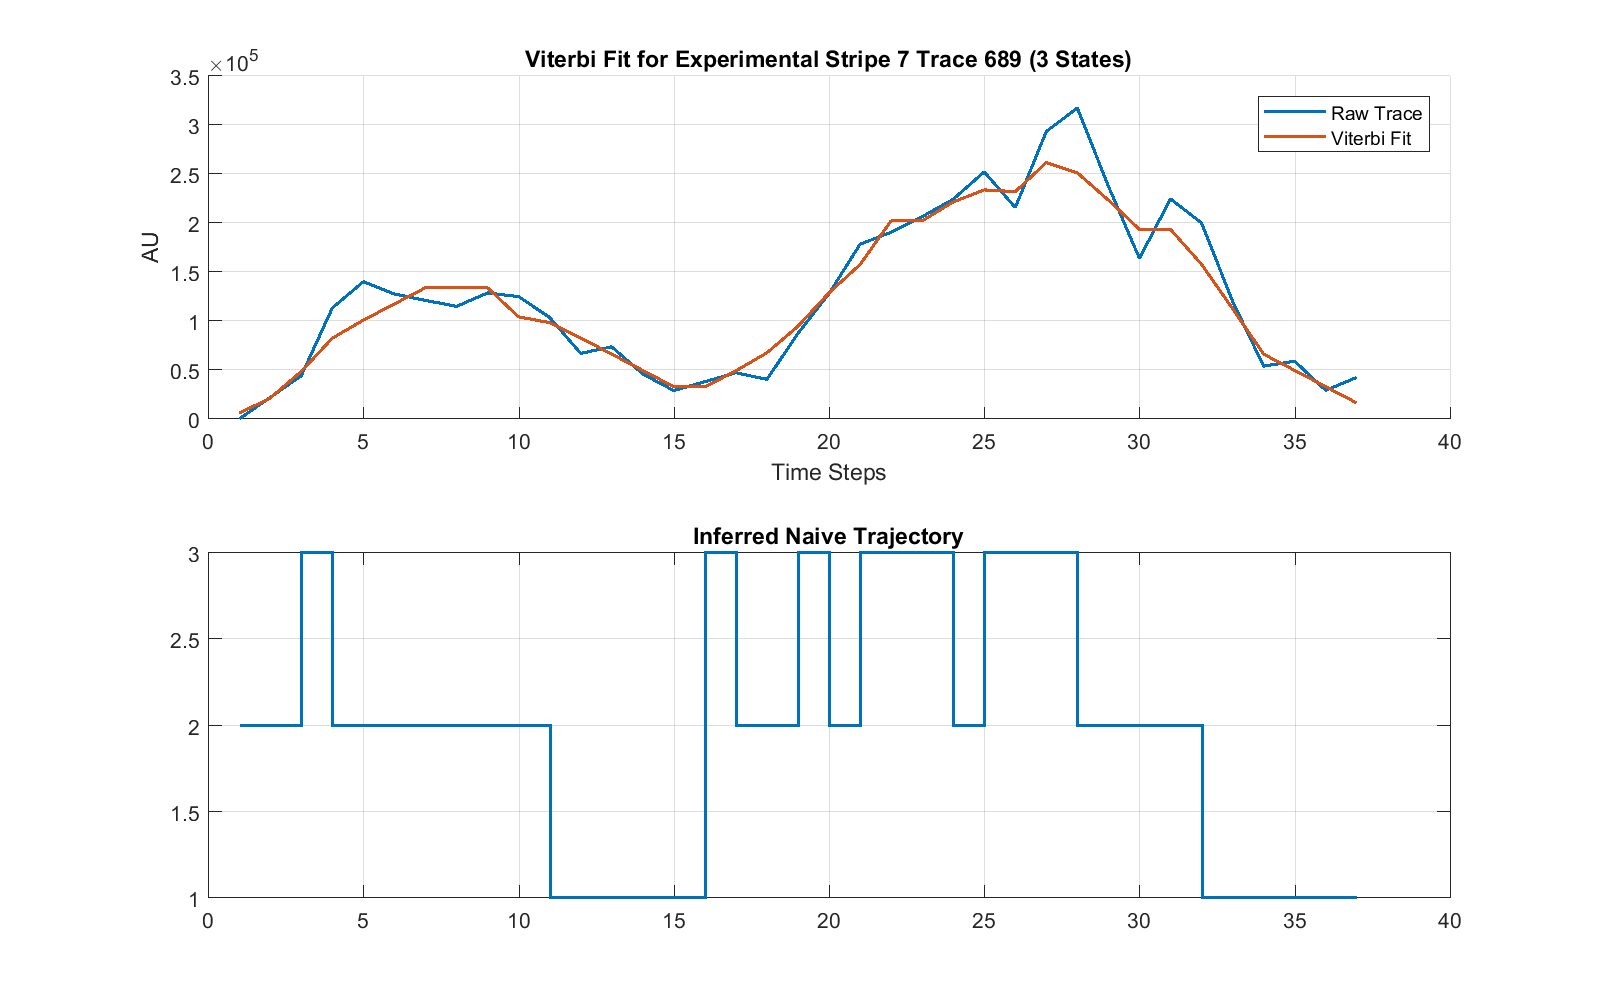 Viterbi Fit for Experimental Stripe 7 Trace 689 (3 States)
×10⁵
3.5
3
2.5
2
1.5
1
0.5
0
AU
Raw Trace
Viterbi Fit
0 5 10 15 20 25 30 35 40
Time Steps
Inferred Naive Trajectory
3
2.5
2
1.5
1
0 5 10 15 20 25 30 35 40